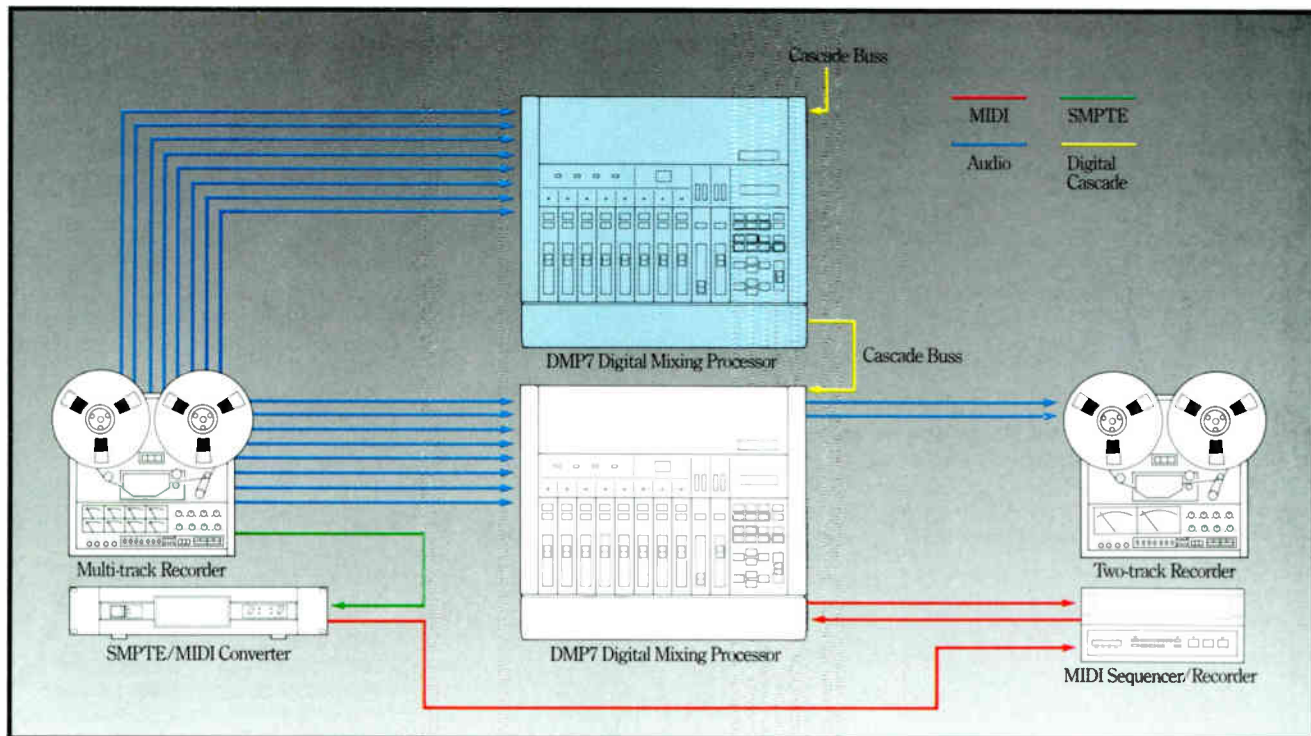 Cascade Buss
MIDI
SMPTE
Audio
Digital
Cascade
DMP7 Digital Mixing Processor
Cascade Buss
Multi-track Recorder
Two-track Recorder
SMPTE/MIDI Converter
DMP7 Digital Mixing Processor
MIDI Sequencer/Recorder